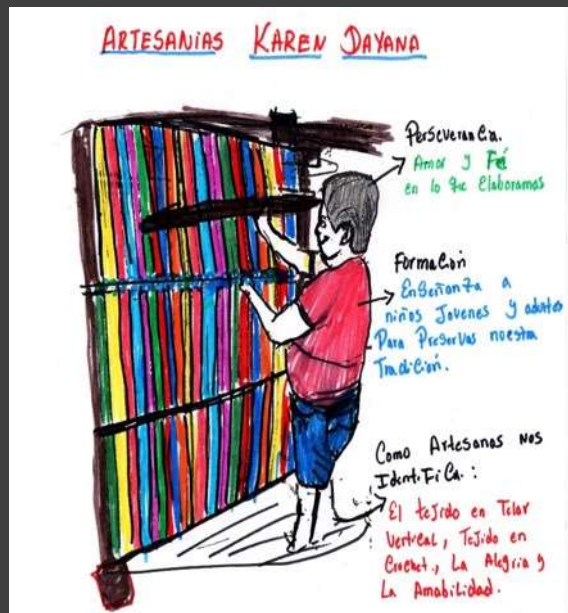 ARTESANIAS KAREN DAYANA
Perseverancia.
Amor y Fé
en lo que Elaboramos
Formación
Enseñanza a
niños Jovenes y adultos
Para Preservar nuestra
Tradición.
Como Artesanas nos
Identifica:
El tejido en Telar
Vertical, Tejido en
Crochet, La Alegria y
La Amabilidad.